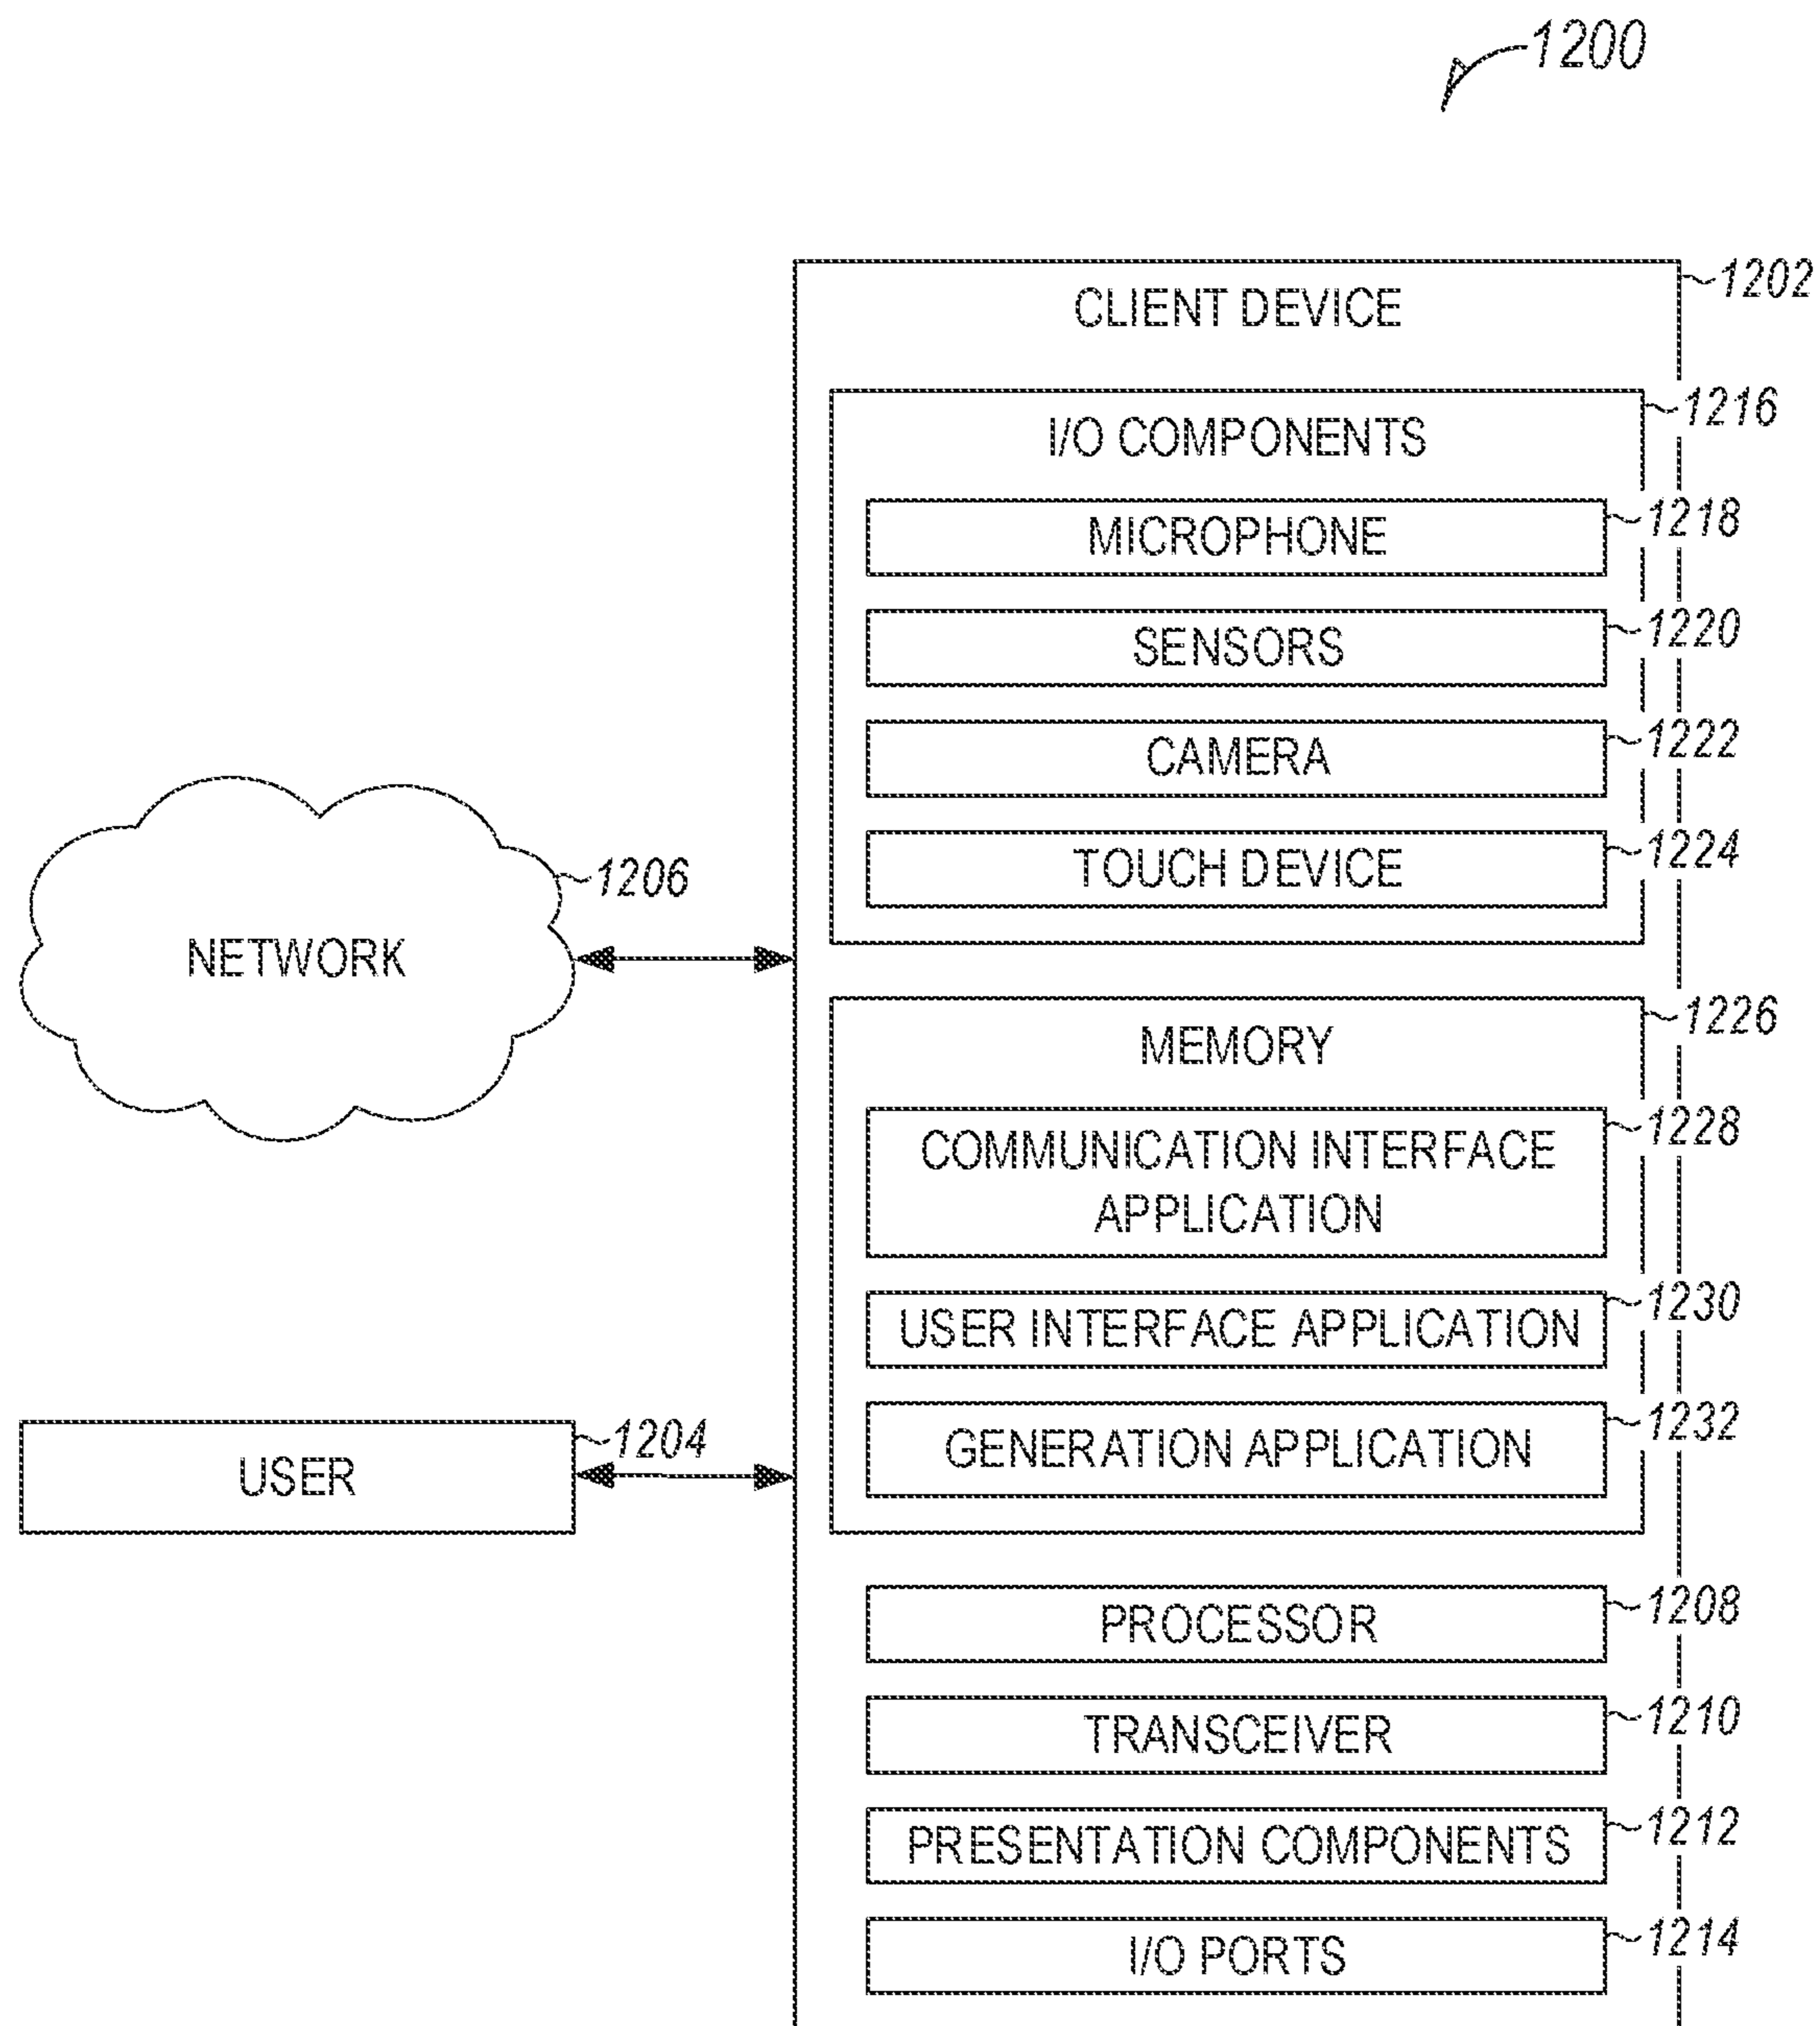 1200
CLIENT DEVICE
1202
I/O COMPONENTS
1216
MICROPHONE
1218
SENSORS
1220
CAMERA
1222
TOUCH DEVICE
1224
NETWORK
1206
MEMORY
1226
COMMUNICATION INTERFACE
APPLICATION
1228
USER INTERFACE APPLICATION
1230
GENERATION APPLICATION
1232
USER
1204
PROCESSOR
1208
TRANSCEIVER
1210
PRESENTATION COMPONENTS
1212
I/O PORTS
1214